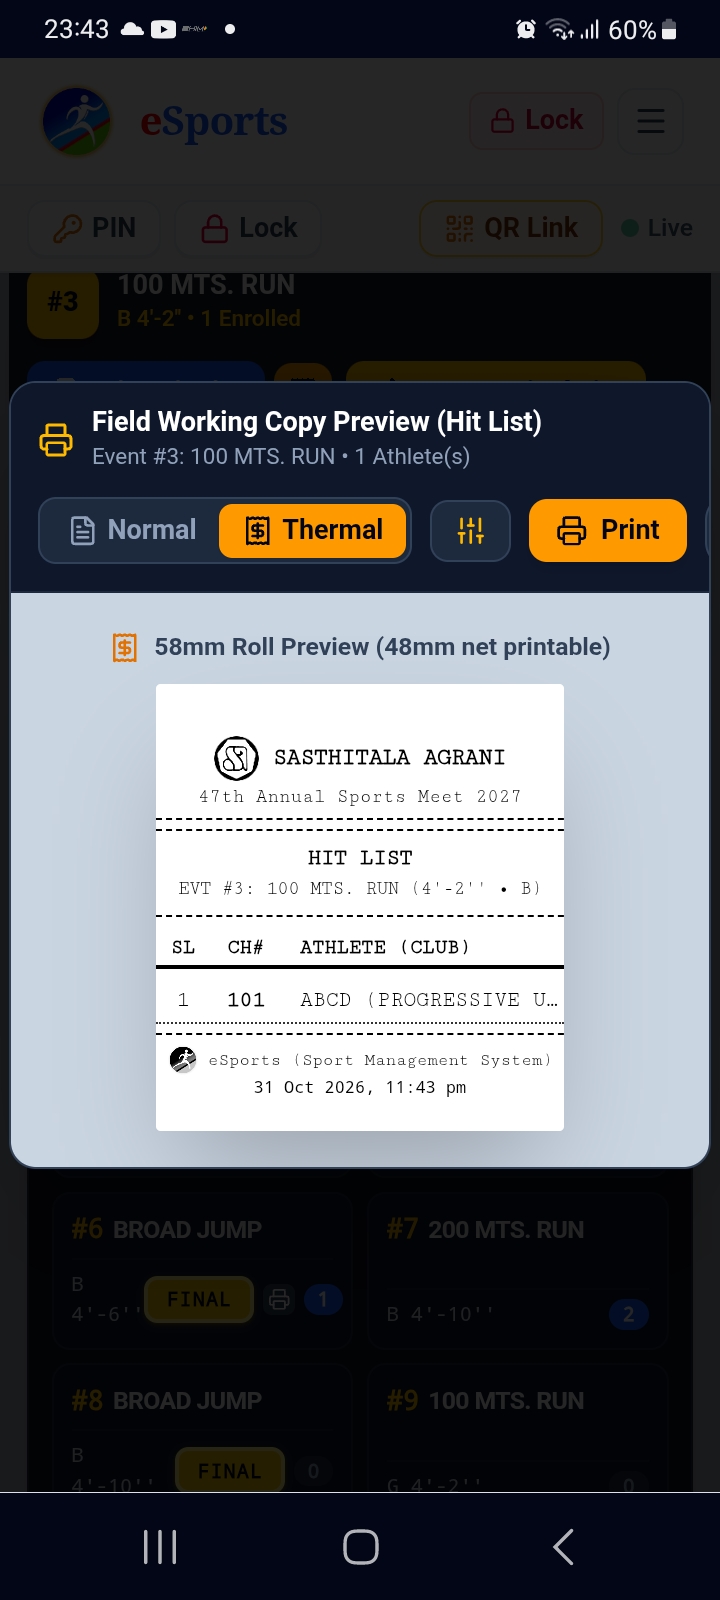 23:43 60%
eSports Lock
PIN Lock QR Link Live
#3 100 MTS. RUN
B 4'-2" • 1 Enrolled
Field Working Copy Preview (Hit List)
Event #3: 100 MTS. RUN • 1 Athlete(s)
Normal Thermal Print
58mm Roll Preview (48mm net printable)
SASTHITALA AGRANI
47th Annual Sports Meet 2027
HIT LIST
EVT #3: 100 MTS. RUN (4'-2'' • B)
SL CH# ATHLETE (CLUB)
1 101 ABCD (PROGRESSIVE U…
eSports (Sport Management System)
31 Oct 2026, 11:43 pm
#6 BROAD JUMP
B
4'-6'' FINAL 1
#7 200 MTS. RUN
B 4'-10'' 2
#8 BROAD JUMP
B
4'-10'' FINAL 0
#9 100 MTS. RUN
G 4'-2'' 0